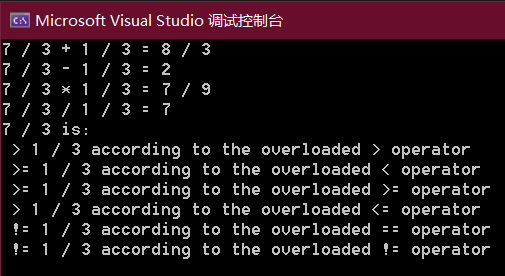 Microsoft Visual Studio 调试控制台
7 / 3 + 1 / 3 = 8 / 3
7 / 3 - 1 / 3 = 2
7 / 3 * 1 / 3 = 7 / 9
7 / 3 / 1 / 3 = 7
7 / 3 is:
> 1 / 3 according to the overloaded > operator
>= 1 / 3 according to the overloaded < operator
>= 1 / 3 according to the overloaded >= operator
> 1 / 3 according to the overloaded <= operator
!= 1 / 3 according to the overloaded == operator
!= 1 / 3 according to the overloaded != operator